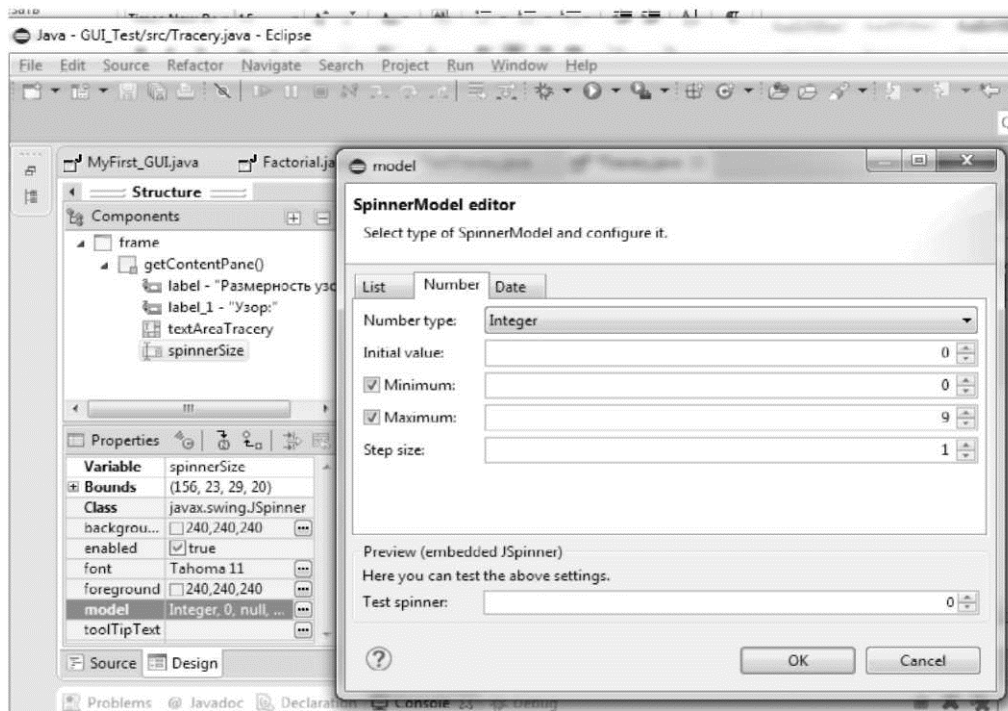 Java - GUI_Test/src/Tracery.java - Eclipse
File Edit Source Refactor Navigate Search Project Run Window Help
MyFirst_GUI.java Factorial.ja
Structure
Components
frame
getContentPane()
label - "Размерность узо
label_1 - "Узор:"
textAreaTracery
spinnerSize
Properties
Variable spinnerSize
Bounds (156, 23, 29, 20)
Class javax.swing.JSpinner
backgrou... 240,240,240
enabled true
font Tahoma 11
foreground 240,240,240
model Integer, 0, null, ...
toolTipText
Source Design
Problems @ Javadoc Declaration Console Debug
model
SpinnerModel editor
Select type of SpinnerModel and configure it.
List Number Date
Number type: Integer
Initial value: 0
Minimum: 0
Maximum: 9
Step size: 1
Preview (embedded JSpinner)
Here you can test the above settings.
Test spinner: 0
OK Cancel